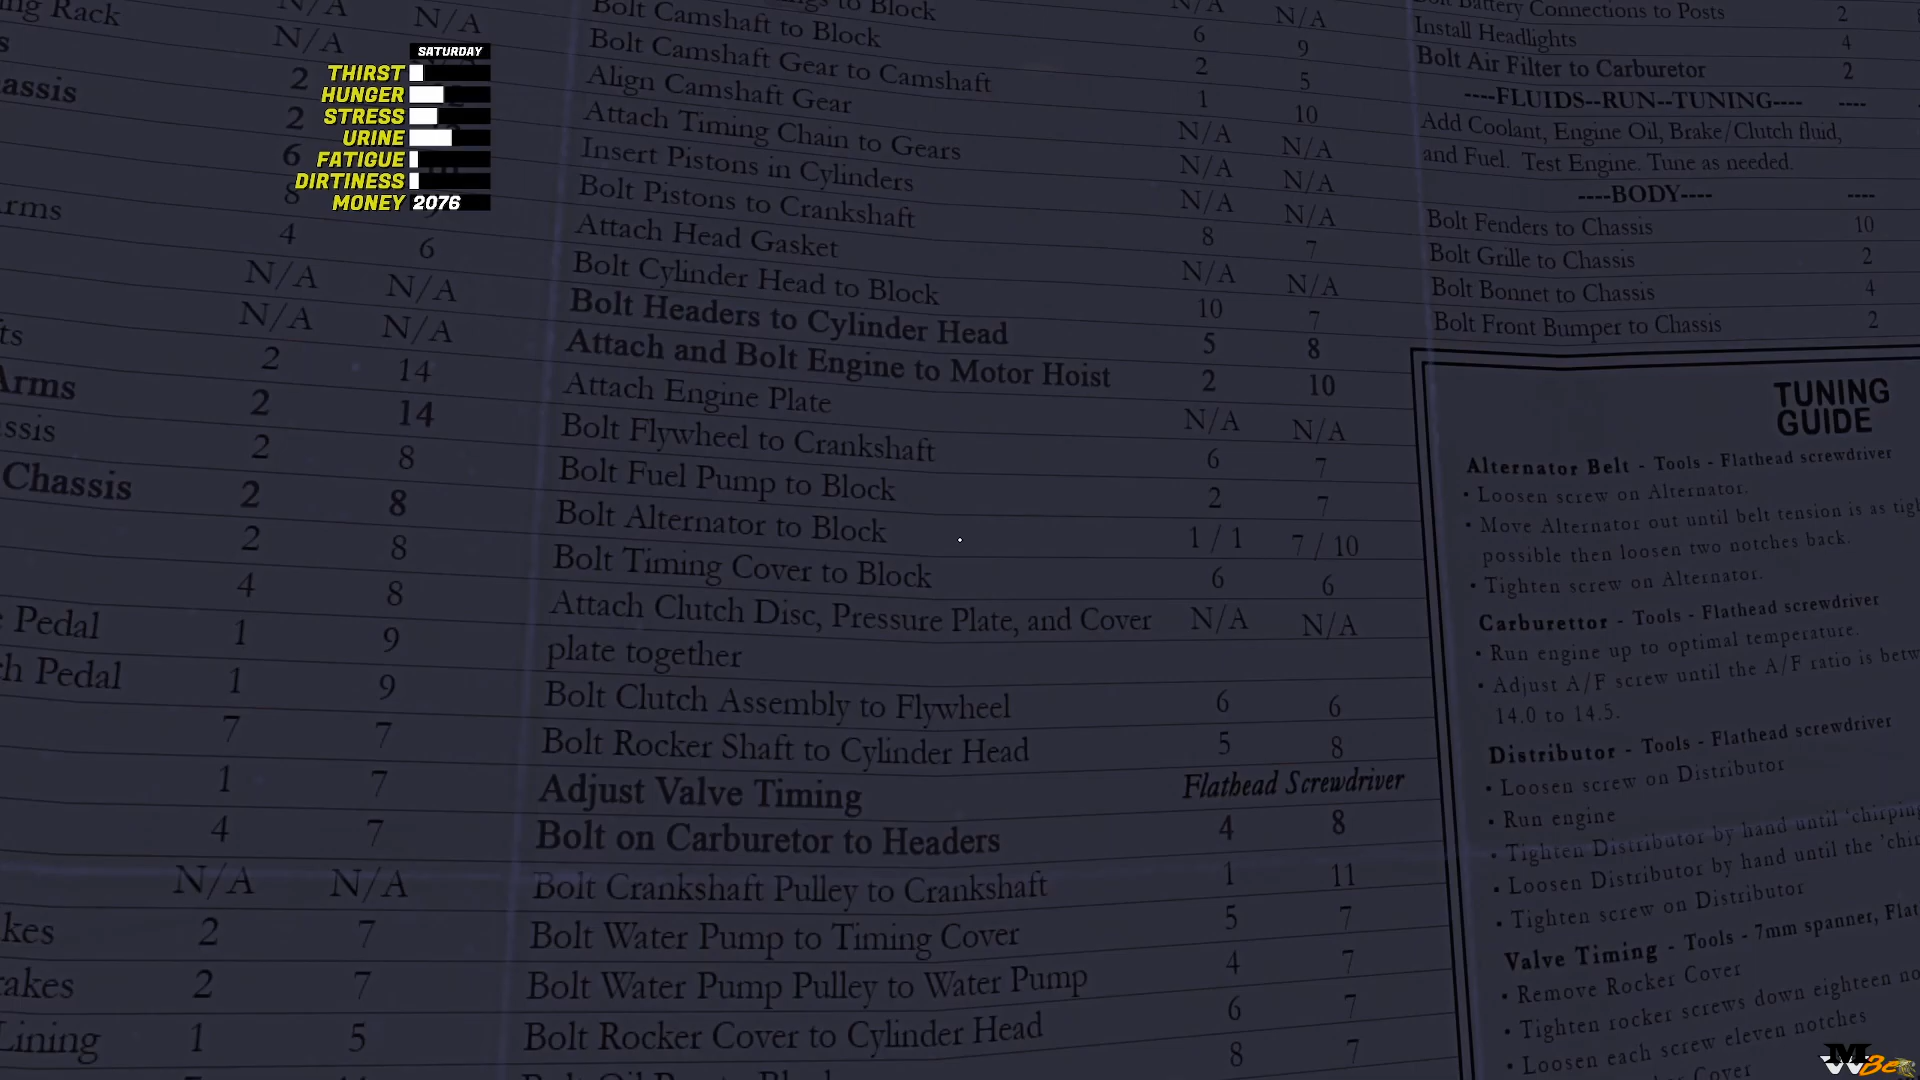 ng Rack N/A N/A
N/A
assis 2
2
6
8
rms
4 6
N/A N/A
N/A N/A
ts 2 14
Arms 2 14
ssis 2 8
Chassis 2 8
2 8
4 8
Pedal 1 9
h Pedal 1 9
7 7
1 7
4 7
N/A N/A
kes 2 7
akes 2 7
Lining 1 5
SATURDAY
THIRST
HUNGER
STRESS
URINE
FATIGUE
DIRTINESS
MONEY 2076
to Block N/A N/A
Bolt Camshaft to Block 6 9
Bolt Camshaft Gear to Camshaft 2 5
Align Camshaft Gear 1 10
Attach Timing Chain to Gears N/A N/A
Insert Pistons in Cylinders N/A N/A
Bolt Pistons to Crankshaft N/A N/A
Attach Head Gasket 8 7
Bolt Cylinder Head to Block N/A N/A
Bolt Headers to Cylinder Head 10 7
Attach and Bolt Engine to Motor Hoist 5 8
Attach Engine Plate 2 10
Bolt Flywheel to Crankshaft N/A N/A
Bolt Fuel Pump to Block 6 7
Bolt Alternator to Block 2 7
Bolt Timing Cover to Block 1 / 1 7 / 10
Attach Clutch Disc, Pressure Plate, and Cover 6 6
plate together N/A N/A
Bolt Clutch Assembly to Flywheel 6 6
Bolt Rocker Shaft to Cylinder Head 5 8
Adjust Valve Timing Flathead Screwdriver
Bolt on Carburetor to Headers 4 8
Bolt Crankshaft Pulley to Crankshaft 1 11
Bolt Water Pump to Timing Cover 5 7
Bolt Water Pump Pulley to Water Pump 4 7
Bolt Rocker Cover to Cylinder Head 6 7
8 7
Battery Connections to Posts 2
Install Headlights 4
Bolt Air Filter to Carburetor 2
----FLUIDS--RUN--TUNING---- ----
Add Coolant, Engine Oil, Brake/Clutch fluid,
and Fuel. Test Engine. Tune as needed.
----BODY---- ----
Bolt Fenders to Chassis 10
Bolt Grille to Chassis 2
Bolt Bonnet to Chassis 4
Bolt Front Bumper to Chassis 2
TUNING
GUIDE
Alternator Belt - Tools - Flathead screwdriver
• Loosen screw on Alternator.
• Move Alternator out until belt tension is as tigh
possible then loosen two notches back.
• Tighten screw on Alternator.
Carburettor - Tools - Flathead screwdriver
• Run engine up to optimal temperature.
• Adjust A/F screw until the A/F ratio is betw
14.0 to 14.5.
Distributor - Tools - Flathead screwdriver
• Loosen screw on Distributor
• Run engine
• Tighten Distributor by hand until 'chirping
• Loosen Distributor by hand until the 'chir
• Tighten screw on Distributor
Valve Timing - Tools - 7mm spanner, Flat
• Remove Rocker Cover
• Tighten rocker screws down eighteen no
• Loosen each screw eleven notches
Cover